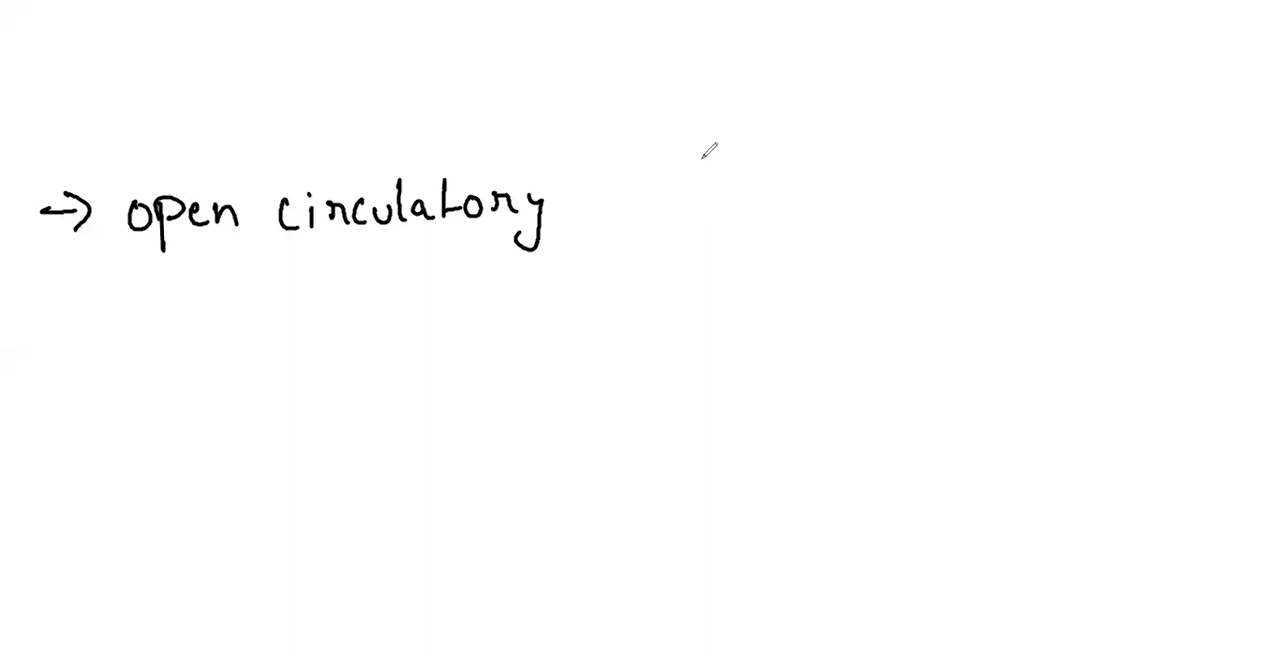 → open circulatory